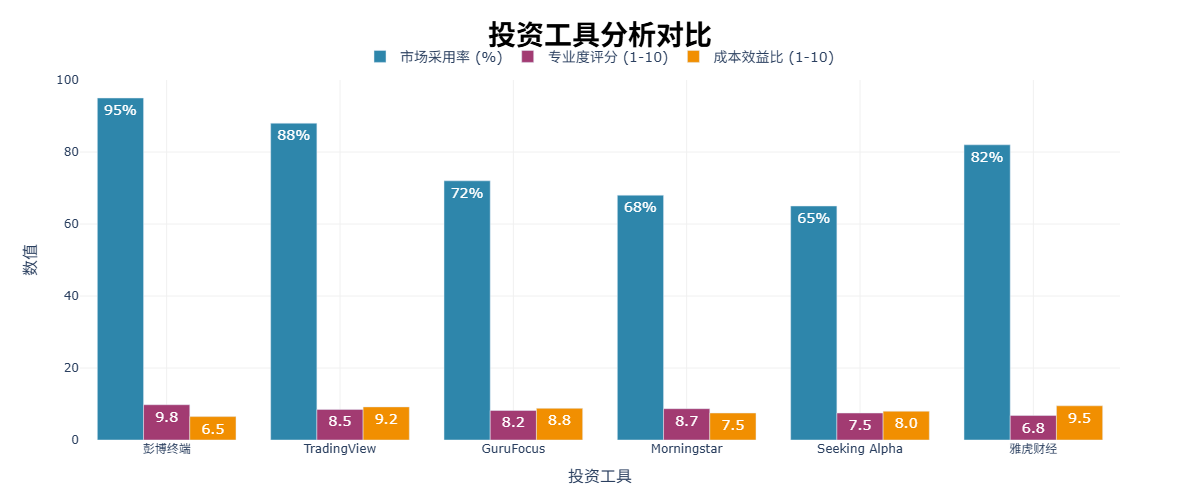 投资工具分析对比
市场采用率 (%) 专业度评分 (1-10) 成本效益比 (1-10)
100
80
60
40
20
0
数值
95% 9.8 6.5
88% 8.5 9.2
72% 8.2 8.8
68% 8.7 7.5
65% 7.5 8.0
82% 6.8 9.5
彭博终端 TradingView GuruFocus Morningstar Seeking Alpha 雅虎财经
投资工具